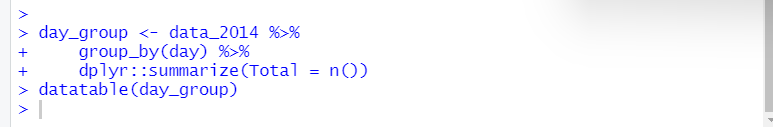 >
> day_group <- data_2014 %>%
+     group_by(day) %>%
+     dplyr::summarize(Total = n())
> datatable(day_group)
>